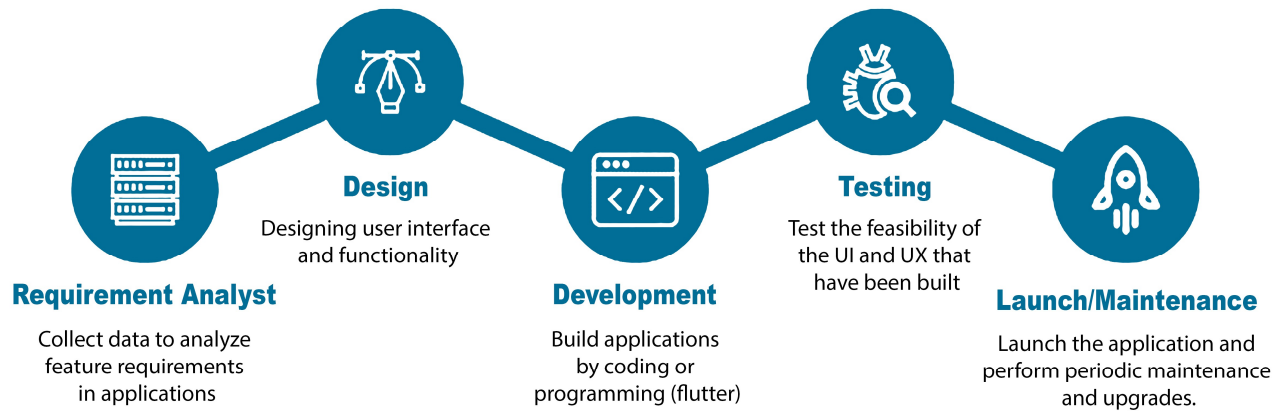 Requirement Analyst
Collect data to analyze
feature requirements
in applications
Design
Designing user interface
and functionality
Development
Build applications
by coding or
programming (flutter)
Testing
Test the feasibility of
the UI and UX that
have been built
Launch/Maintenance
Launch the application and
perform periodic maintenance
and upgrades.